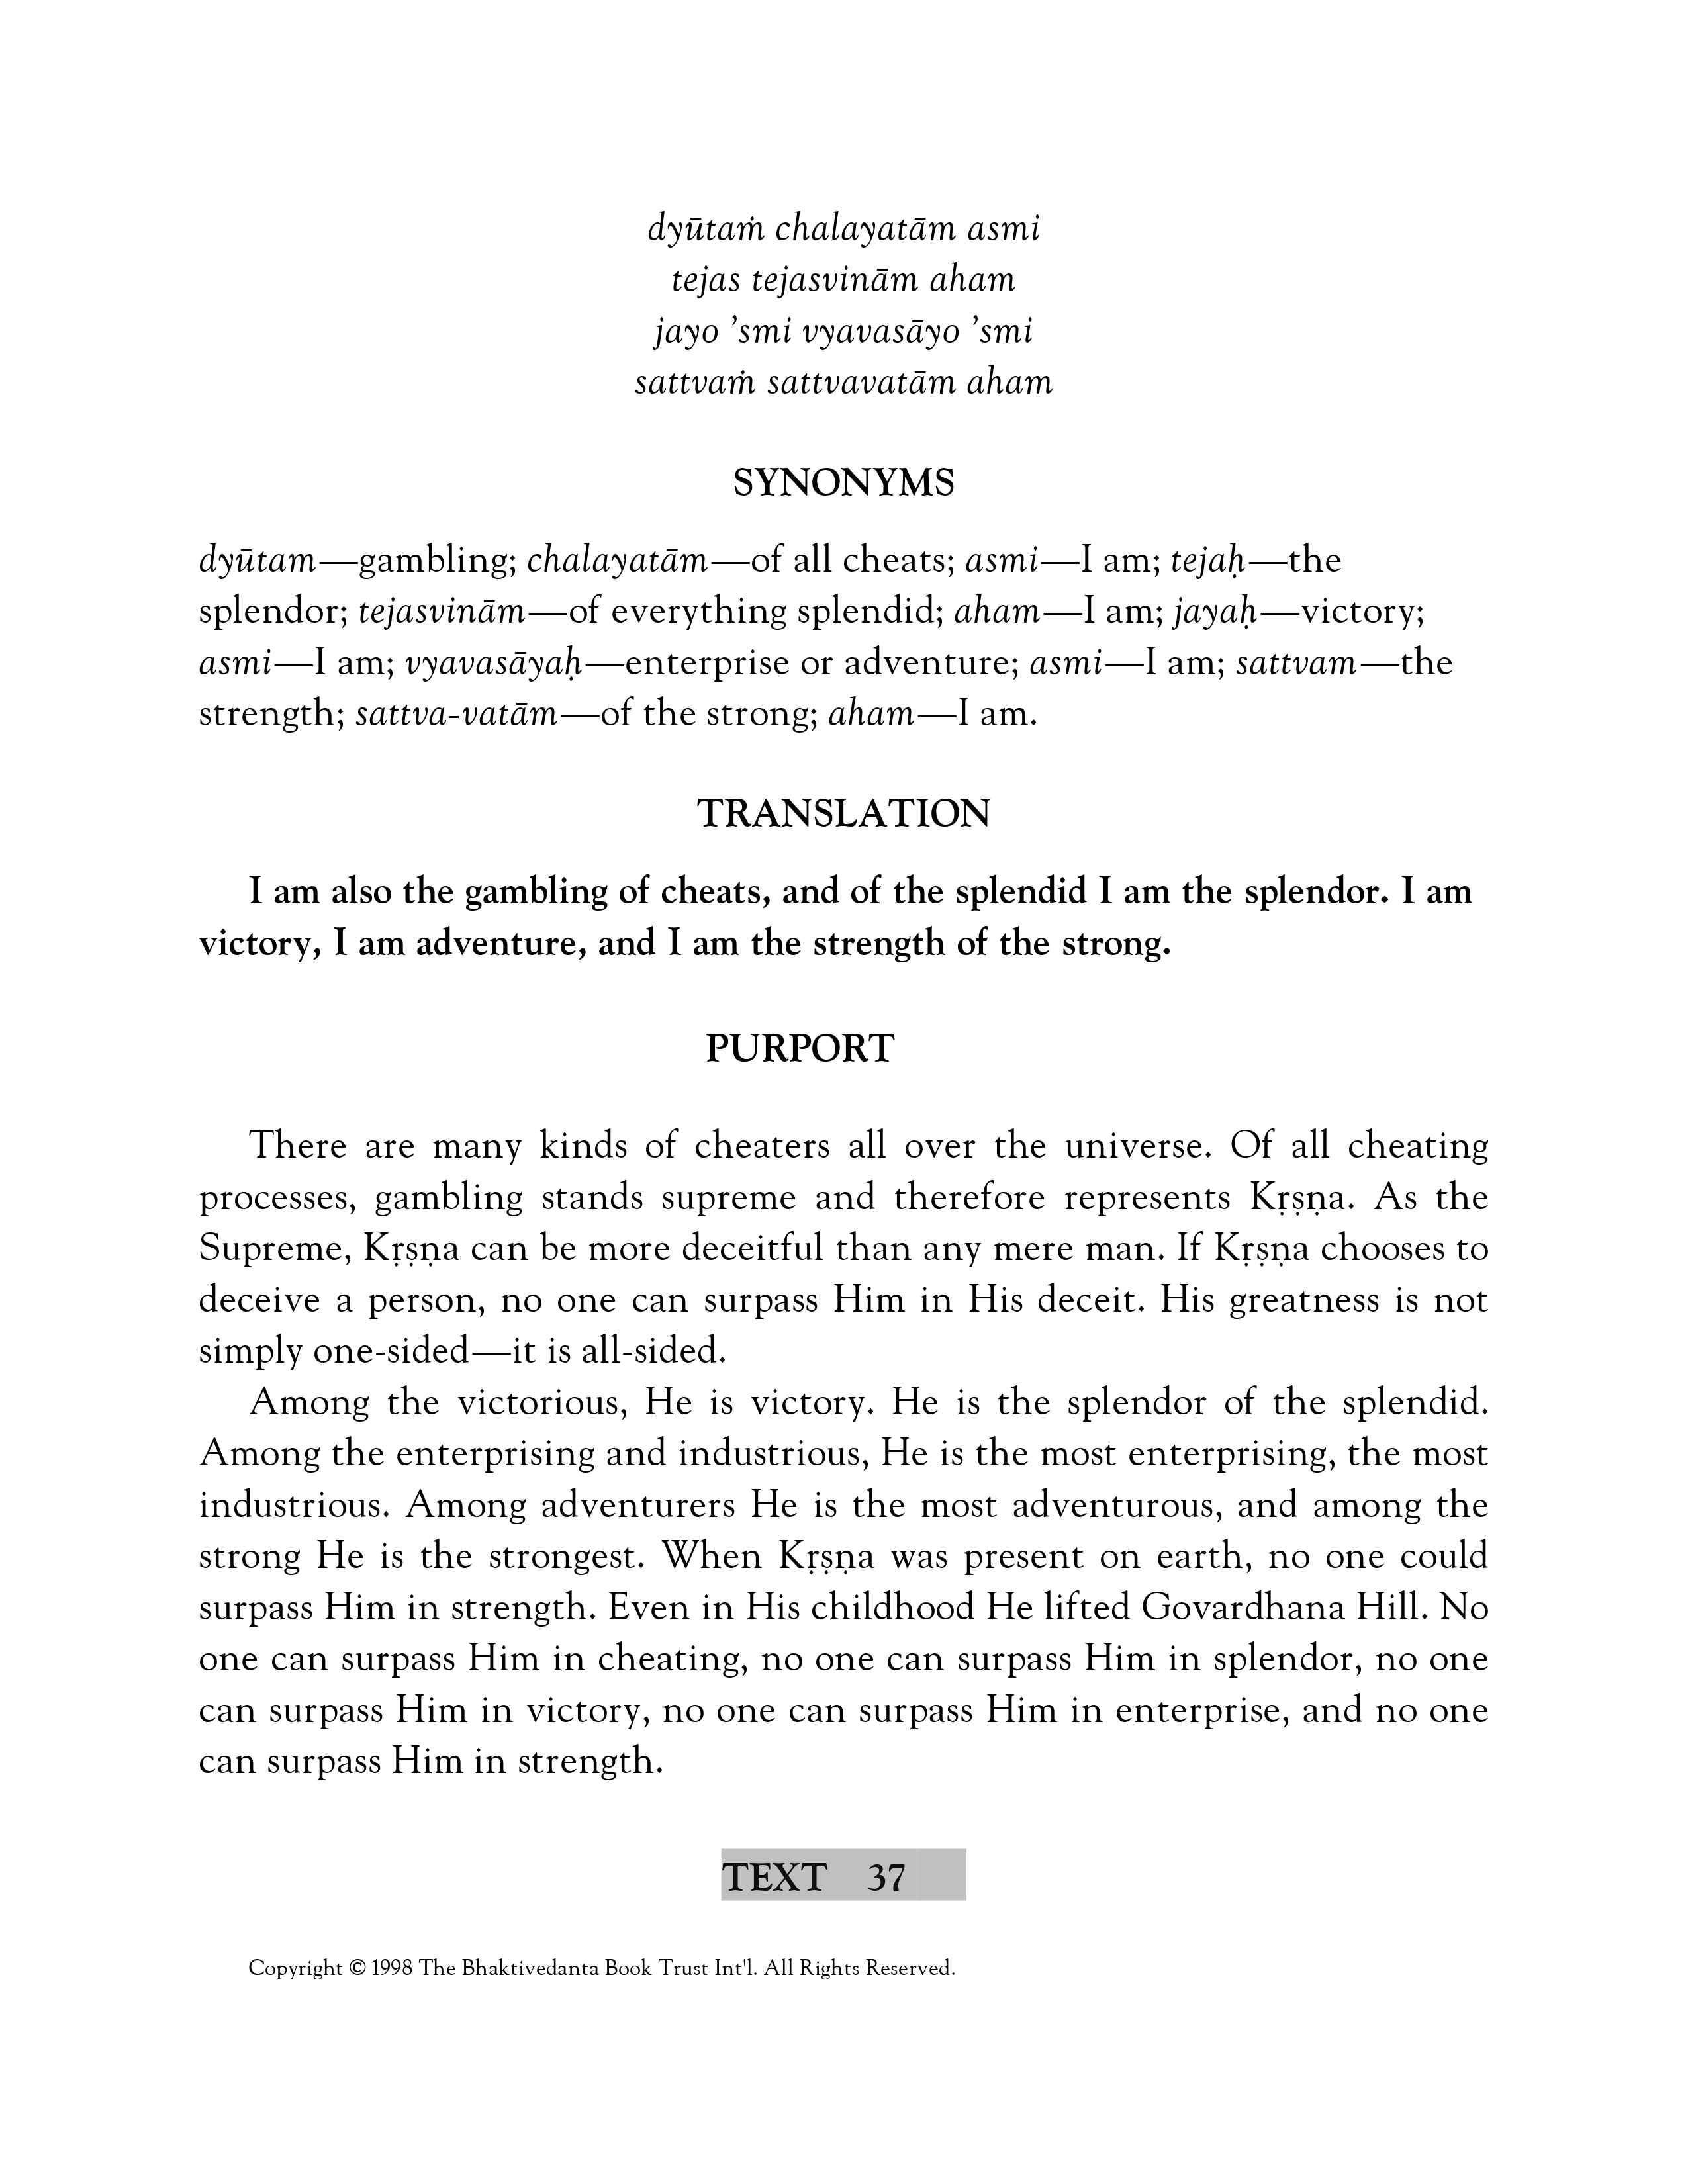 dyūtaṁ chalayatām asmi
tejas tejasvinām aham
jayo ’smi vyavasāyo ’smi
sattvaṁ sattvavatām aham
SYNONYMS
dyūtam—gambling; chalayatām—of all cheats; asmi—I am; tejaḥ—the
splendor; tejasvinām—of everything splendid; aham—I am; jayaḥ—victory;
asmi—I am; vyavasāyaḥ—enterprise or adventure; asmi—I am; sattvam—the
strength; sattva-vatām—of the strong; aham—I am.
TRANSLATION
I am also the gambling of cheats, and of the splendid I am the splendor. I am
victory, I am adventure, and I am the strength of the strong.
PURPORT
There are many kinds of cheaters all over the universe. Of all cheating
processes, gambling stands supreme and therefore represents Kṛṣṇa. As the
Supreme, Kṛṣṇa can be more deceitful than any mere man. If Kṛṣṇa chooses to
deceive a person, no one can surpass Him in His deceit. His greatness is not
simply one-sided—it is all-sided.
Among the victorious, He is victory. He is the splendor of the splendid.
Among the enterprising and industrious, He is the most enterprising, the most
industrious. Among adventurers He is the most adventurous, and among the
strong He is the strongest. When Kṛṣṇa was present on earth, no one could
surpass Him in strength. Even in His childhood He lifted Govardhana Hill. No
one can surpass Him in cheating, no one can surpass Him in splendor, no one
can surpass Him in victory, no one can surpass Him in enterprise, and no one
can surpass Him in strength.
TEXT 37
Copyright © 1998 The Bhaktivedanta Book Trust Int'l. All Rights Reserved.